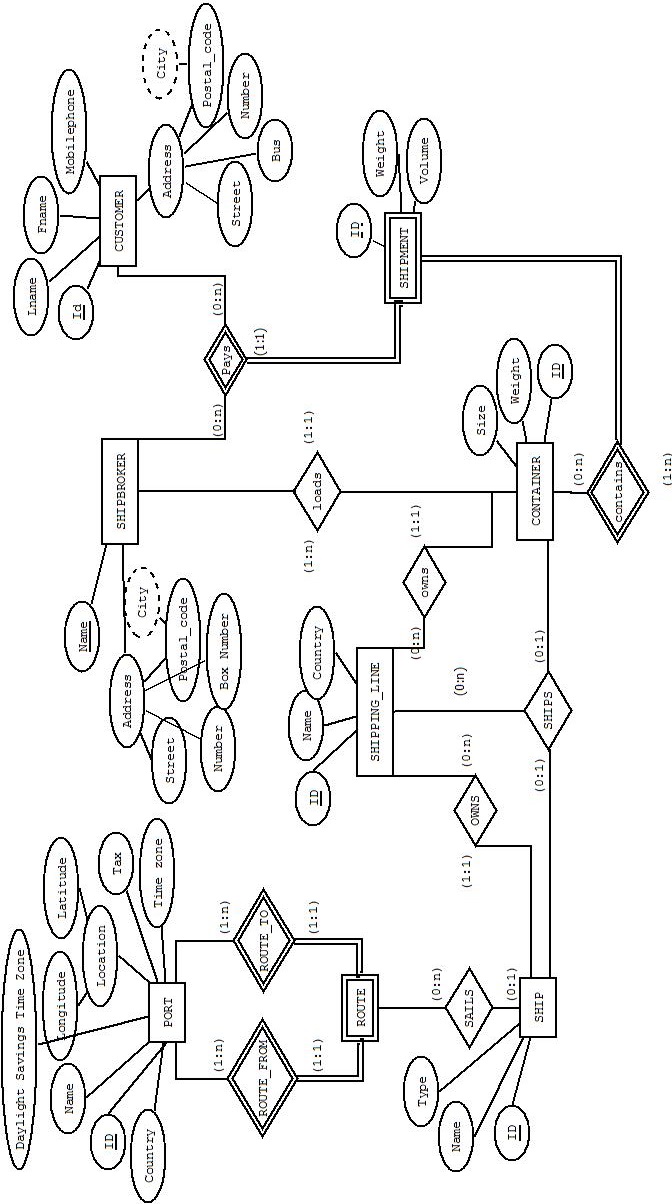 Daylight Savings Time Zone
Name
Longitude
Latitude
ID
Location
Tax
Country
Time zone
PORT
Name
Address
City
Street
Postal_code
Number
Box Number
SHIPBROKER
Lname
Fname
Mobilephone
Id
CUSTOMER
Address
City
Postal_code
Street
Number
Bus
(1:n)
(1:n)
(0:n)
(0:n)
ROUTE_FROM
ROUTE_TO
Pays
(1:1)
(1:1)
(1:1)
ID
Name
Country
(1:n)
loads
(1:1)
ROUTE
SHIPPING_LINE
ID
Weight
SHIPMENT
Volume
Type
(0:n)
(0:n)
owns
(1:1)
Name
(1:1)
(0:n)
(0:n)
SAILS
OWNS
Size
ID
(0:1)
Weight
SHIP
(0:1)
SHIPS
(0:1)
CONTAINER
ID
(0:n)
contains
(1:n)